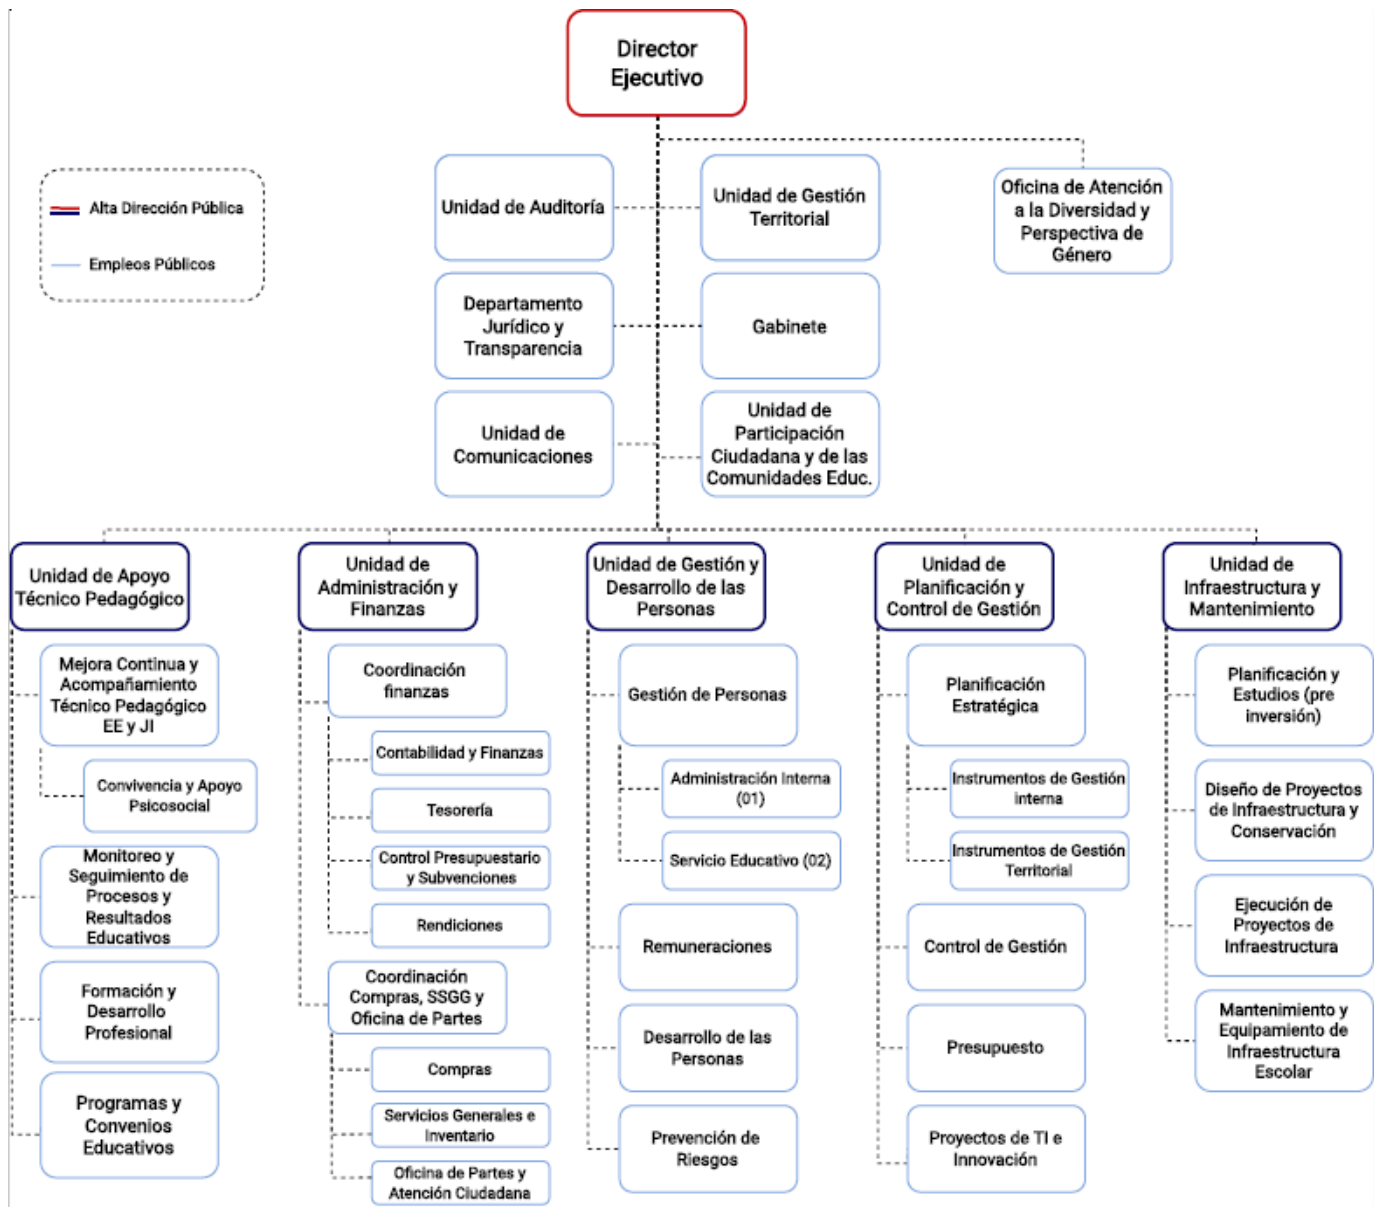 Director
Ejecutivo
Alta Dirección Pública
Empleos Públicos
Unidad de Auditoría
Unidad de Gestión
Territorial
Oficina de Atención
a la Diversidad y
Perspectiva de
Género
Departamento
Jurídico y
Transparencia
Gabinete
Unidad de
Comunicaciones
Unidad de
Participación
Ciudadana y de las
Comunidades Educ.
Unidad de Apoyo
Técnico Pedagógico
Mejora Continua y
Acompañamiento
Técnico Pedagógico
EE y JI
Convivencia y Apoyo
Psicosocial
Monitoreo y
Seguimiento de
Procesos y
Resultados
Educativos
Formación y
Desarrollo
Profesional
Programas y
Convenios
Educativos
Unidad de
Administración y
Finanzas
Coordinación
finanzas
Contabilidad y Finanzas
Tesorería
Control Presupuestario
y Subvenciones
Rendiciones
Coordinación
Compras, SSGG y
Oficina de Partes
Compras
Servicios Generales e
Inventario
Oficina de Partes y
Atención Ciudadana
Unidad de Gestión y
Desarrollo de las
Personas
Gestión de Personas
Administración Interna
(01)
Servicio Educativo (02)
Remuneraciones
Desarrollo de las
Personas
Prevención de
Riesgos
Unidad de
Planificación y
Control de Gestión
Planificación
Estratégica
Instrumentos de Gestión
interna
Instrumentos de Gestión
Territorial
Control de Gestión
Presupuesto
Proyectos de TI e
Innovación
Unidad de
Infraestructura y
Mantenimiento
Planificación y
Estudios (pre
inversión)
Diseño de Proyectos
de Infraestructura y
Conservación
Ejecución de
Proyectos de
Infraestructura
Mantenimiento y
Equipamiento de
Infraestructura
Escolar